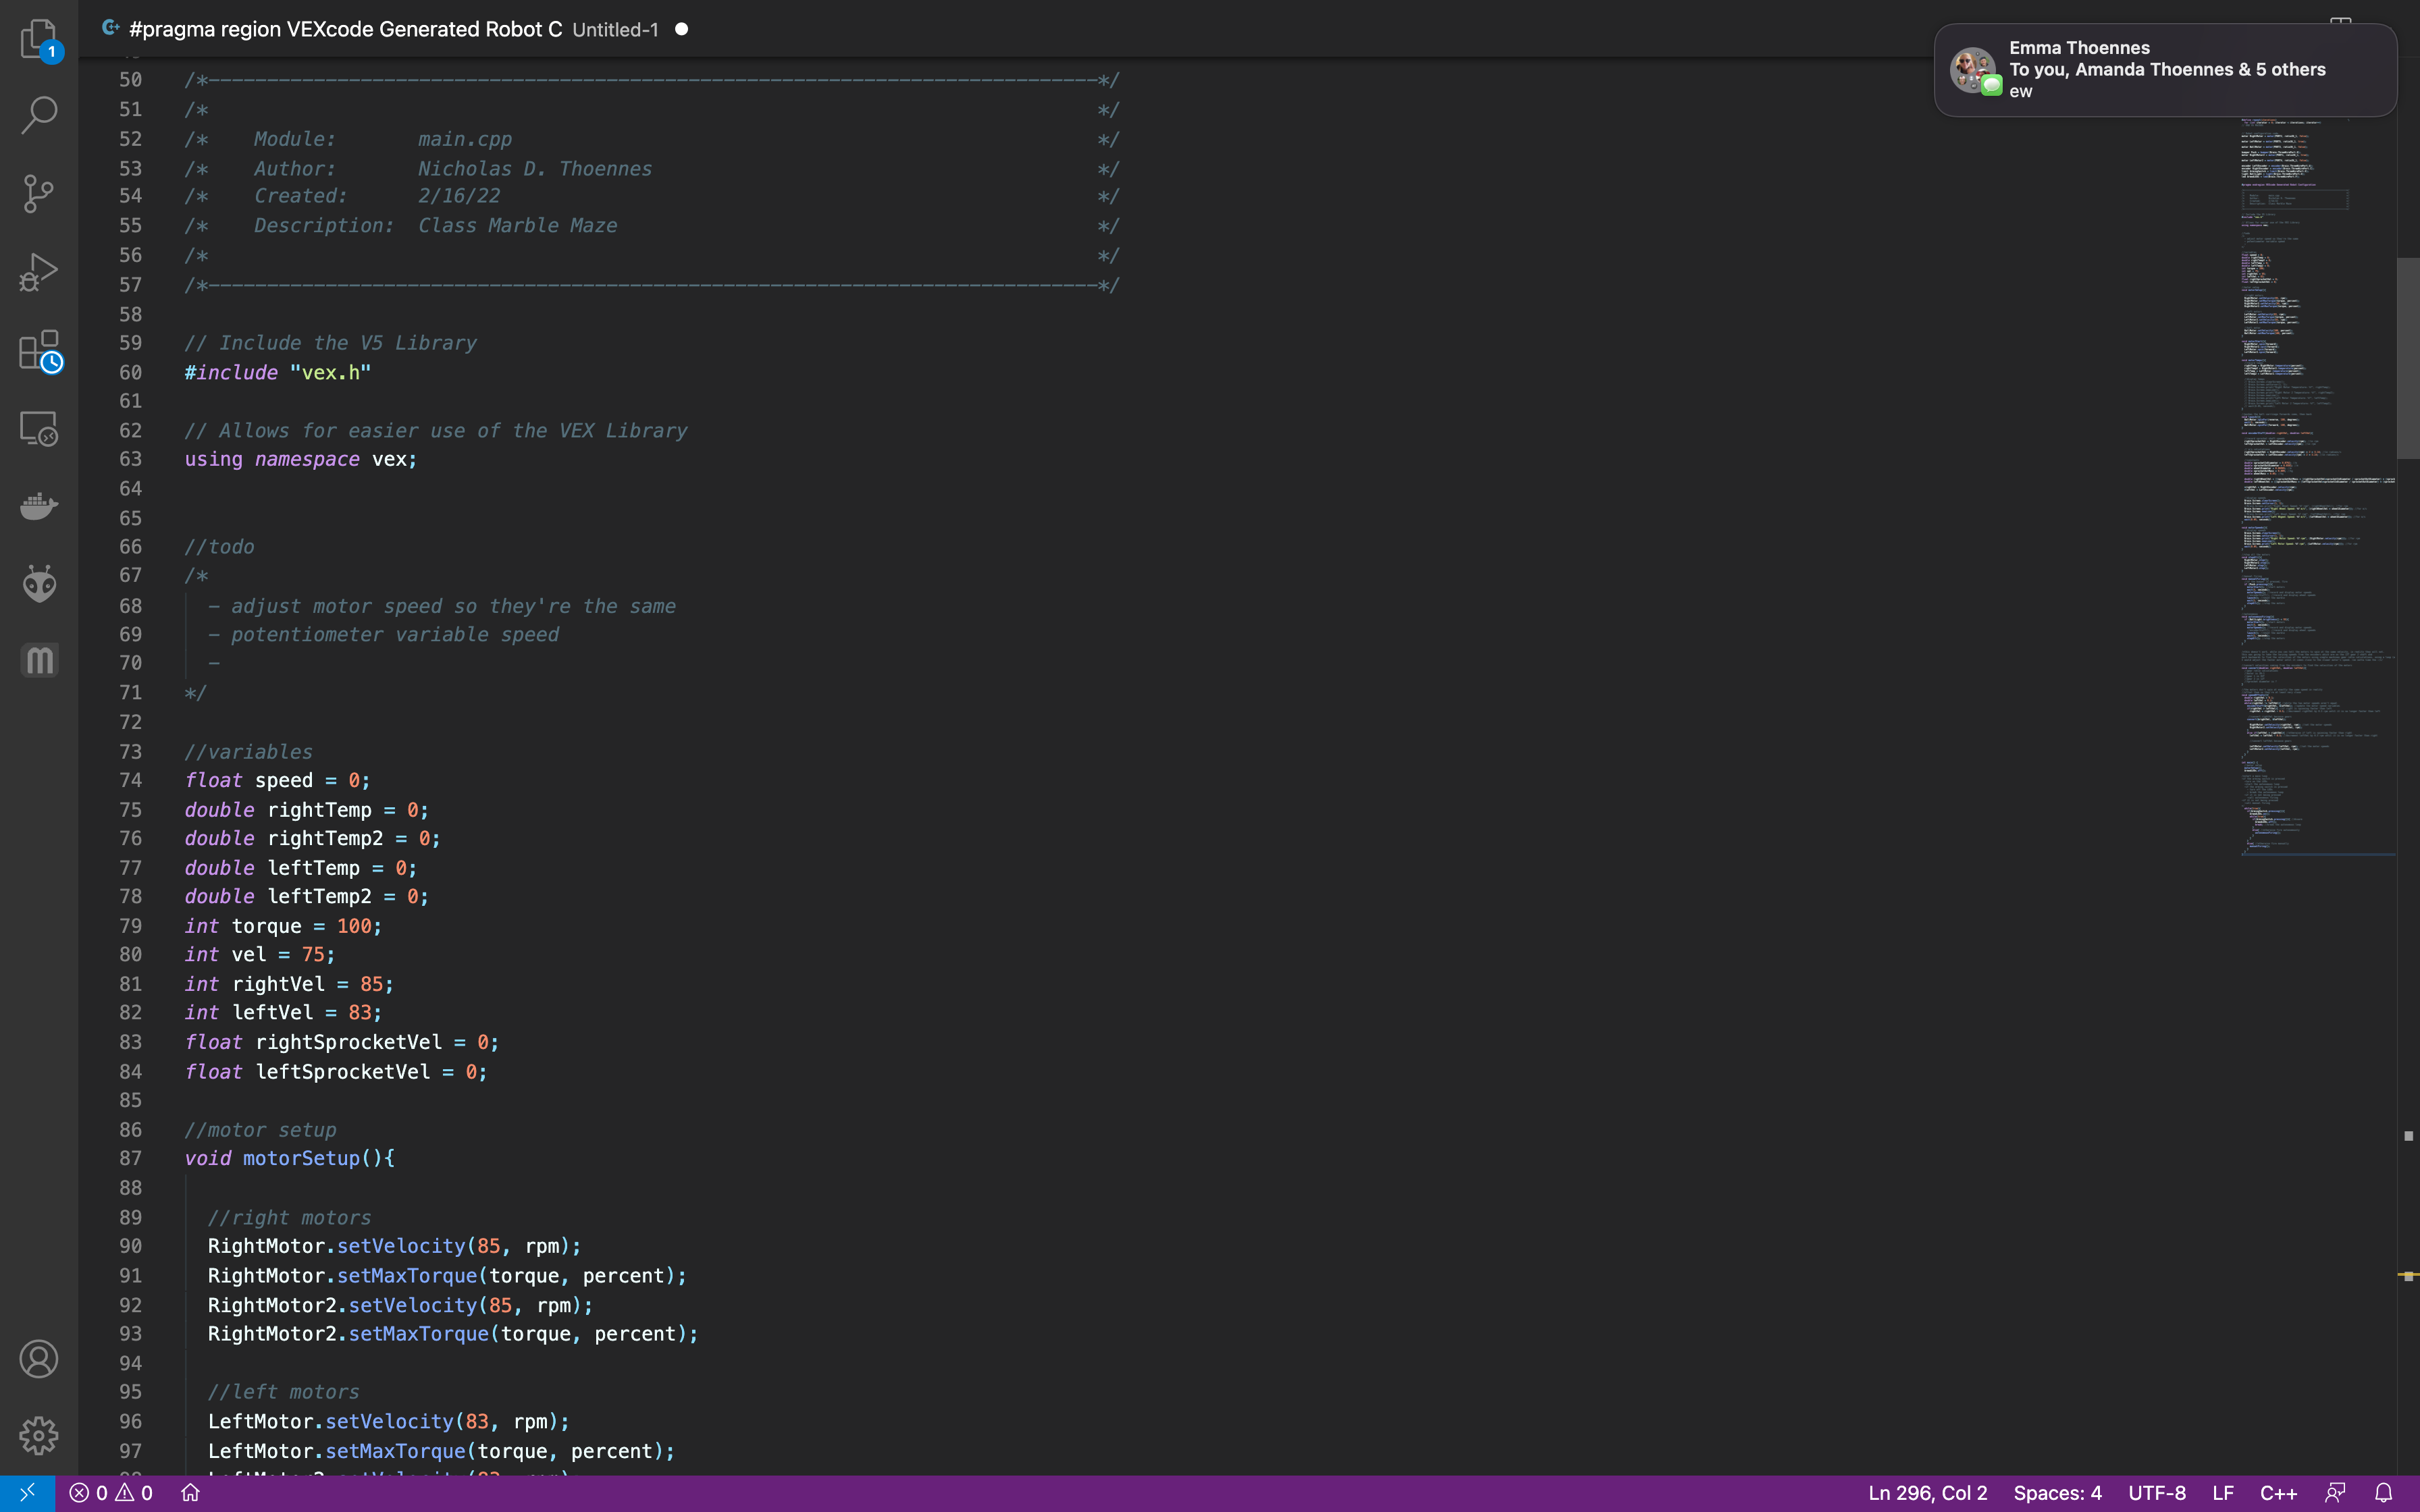 #pragma region VEXcode Generated Robot C Untitled-1
Emma Thoennes
To you, Amanda Thoennes & 5 others
ew
1
50 /*----------------------------------------------------------------------------*/
51 /* */
52 /* Module: main.cpp */
53 /* Author: Nicholas D. Thoennes */
54 /* Created: 2/16/22 */
55 /* Description: Class Marble Maze */
56 /* */
57 /*----------------------------------------------------------------------------*/
58
59 // Include the V5 Library
60 #include "vex.h"
61
62 // Allows for easier use of the VEX Library
63 using namespace vex;
64
65
66 //todo
67 /*
68 - adjust motor speed so they're the same
69 - potentiometer variable speed
70 -
71 */
72
73 //variables
74 float speed = 0;
75 double rightTemp = 0;
76 double rightTemp2 = 0;
77 double leftTemp = 0;
78 double leftTemp2 = 0;
79 int torque = 100;
80 int vel = 75;
81 int rightVel = 85;
82 int leftVel = 83;
83 float rightSprocketVel = 0;
84 float leftSprocketVel = 0;
85
86 //motor setup
87 void motorSetup(){
88
89 //right motors
90 RightMotor.setVelocity(85, rpm);
91 RightMotor.setMaxTorque(torque, percent);
92 RightMotor2.setVelocity(85, rpm);
93 RightMotor2.setMaxTorque(torque, percent);
94
95 //left motors
96 LeftMotor.setVelocity(83, rpm);
97 LeftMotor.setMaxTorque(torque, percent);
m
0 0
Ln 296, Col 2 Spaces: 4 UTF-8 LF C++